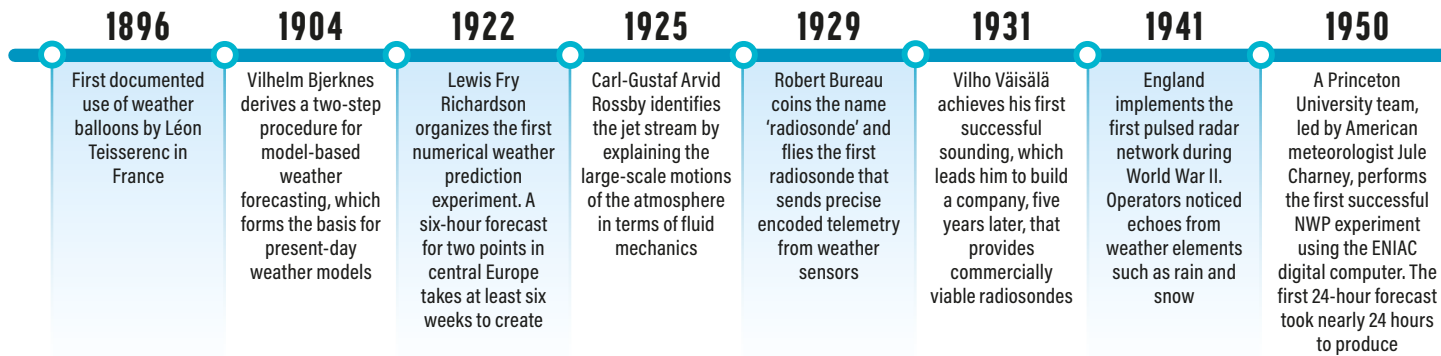 1896
First documented
use of weather
balloons by Léon
Teisserenc in
France
1904
Vilhelm Bjerknes
derives a two-step
procedure for
model-based
weather
forecasting, which
forms the basis for
present-day
weather models
1922
Lewis Fry
Richardson
organizes the first
numerical weather
prediction
experiment. A
six-hour forecast
for two points in
central Europe
takes at least six
weeks to create
1925
Carl-Gustaf Arvid
Rossby identifies
the jet stream by
explaining the
large-scale motions
of the atmosphere
in terms of fluid
mechanics
1929
Robert Bureau
coins the name
‘radiosonde’ and
flies the first
radiosonde that
sends precise
encoded telemetry
from weather
sensors
1931
Vilho Väisälä
achieves his first
successful
sounding, which
leads him to build
a company, five
years later, that
provides
commercially
viable radiosondes
1941
England
implements the
first pulsed radar
network during
World War II.
Operators noticed
echoes from
weather elements
such as rain and
snow
1950
A Princeton
University team,
led by American
meteorologist Jule
Charney, performs
the first successful
NWP experiment
using the ENIAC
digital computer. The
first 24-hour forecast
took nearly 24 hours
to produce